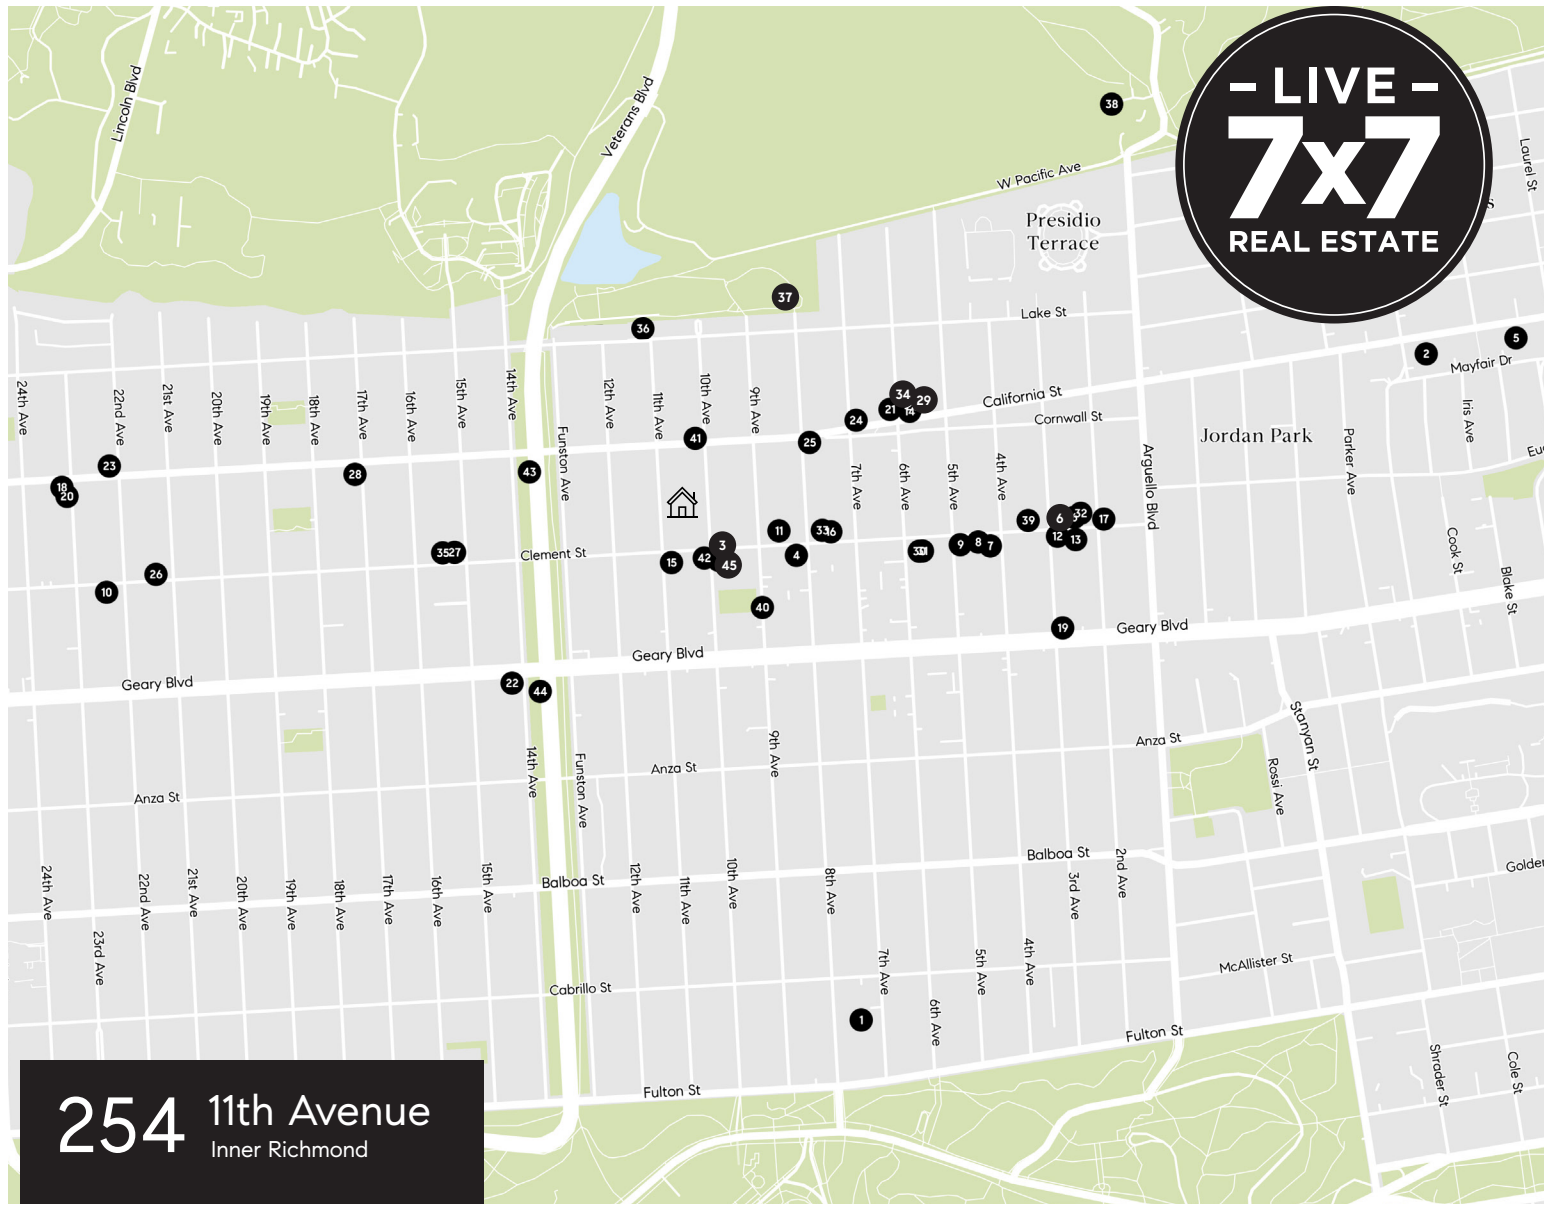 Lincoln Blvd
Veterans Blvd
38
– LIVE –
7x7
REAL ESTATE
Laurel St
s
W Pacific Ave
Presidio
Terrace
37
36
Lake St
5
2
Mayfair Dr
24th Ave
22nd Ave
21st Ave
20th Ave
19th Ave
18th Ave
17th Ave
16th Ave
15th Ave
14th Ave
12th Ave
11th Ave
10th Ave
9th Ave
34
29
21
14
24
California St
Cornwall St
Iris Ave
Jordan Park
Parker Ave
41
25
Funston Ave
23
18
20
28
43
7th Ave
6th Ave
5th Ave
4th Ave
Arguello Blvd
39
6
32
17
12
13
11
33
16
3
4
15
42
45
9
8
7
35
27
Clement St
Cook St
Blake St
26
10
40
19
Geary Blvd
Geary Blvd
Geary Blvd
22
44
Stanyan St
Anza St
Anza St
Anza St
14th Ave
Funston Ave
9th Ave
Rossi Ave
Balboa St
Balboa St
24th Ave
22nd Ave
21st Ave
20th Ave
19th Ave
18th Ave
17th Ave
16th Ave
15th Ave
12th Ave
11th Ave
10th Ave
8th Ave
3rd Ave
2nd Ave
Golden
23rd Ave
7th Ave
5th Ave
4th Ave
McAllister St
Cabrillo St
1
6th Ave
Fulton St
Fulton St
Shrader St
Cole St
254 11th Avenue
Inner Richmond